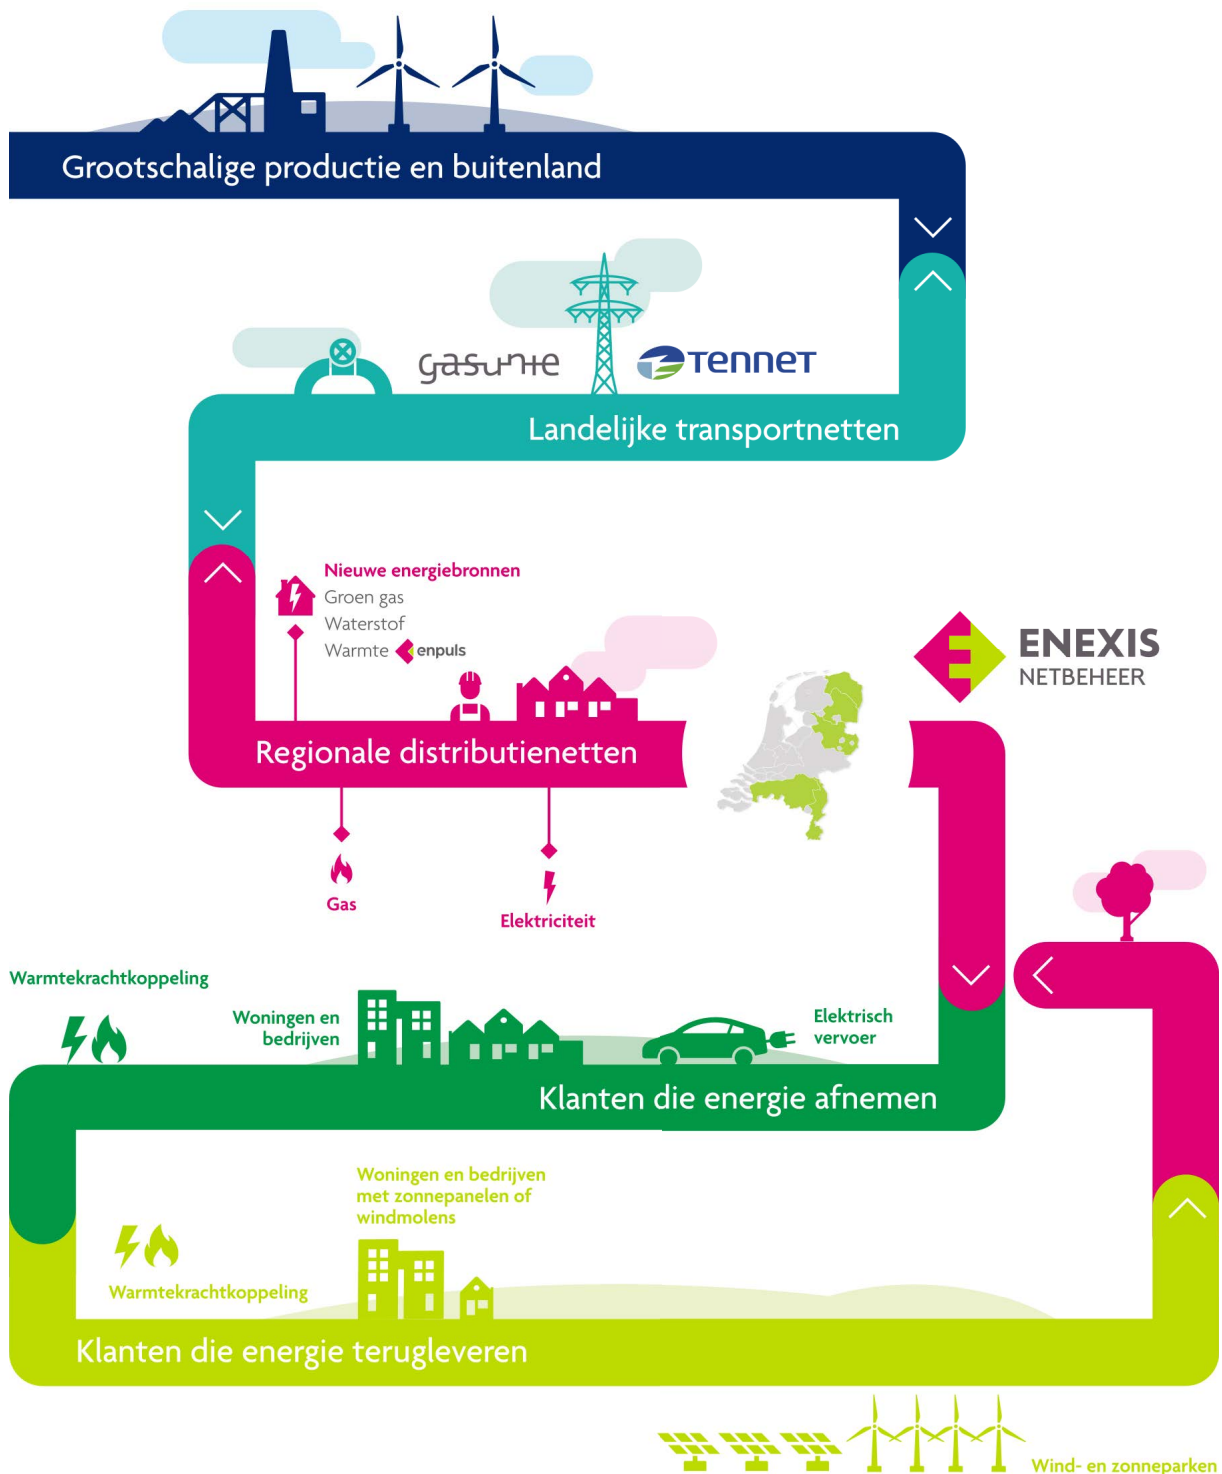 Grootschalige productie en buitenland
gasunie
TENNET
Landelijke transportnetten
Nieuwe energiebronnen
Groen gas
Waterstof
Warmte enpuls
ENEXIS
NETBEHEER
Regionale distributienetten
Gas
Elektriciteit
Warmtekrachtkoppeling
Woningen en
bedrijven
Elektrisch
vervoer
Klanten die energie afnemen
Woningen en bedrijven
met zonnepanelen of
windmolens
Warmtekrachtkoppeling
Klanten die energie terugleveren
Wind- en zonneparken